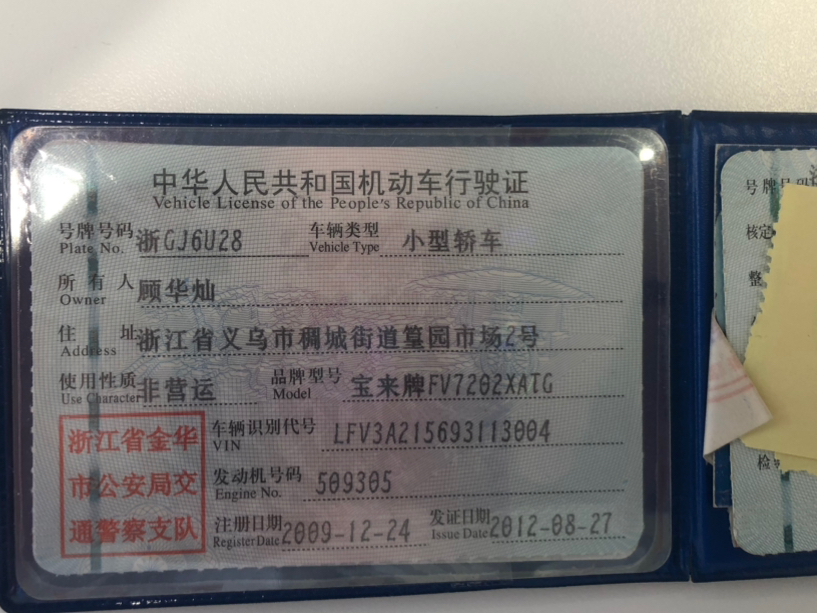 中华人民共和国机动车行驶证
Vehicle License of the People's Republic of China
号牌号码 浙GJ6U28 车辆类型 小型轿车
Plate No. Vehicle Type
所有人 顾华灿
Owner
住址 浙江省义乌市稠城街道篁园市场2号
Address
使用性质 非营运 品牌型号 宝来牌FV7202XATG
Use Character Model
浙江省金华
市公安局交
通警察支队
车辆识别代号 LFV3A215693113004
VIN
发动机号码 509305
Engine No.
注册日期 2009-12-24 发证日期 2012-08-27
Register Date Issue Date
号牌号码
核定
整
检